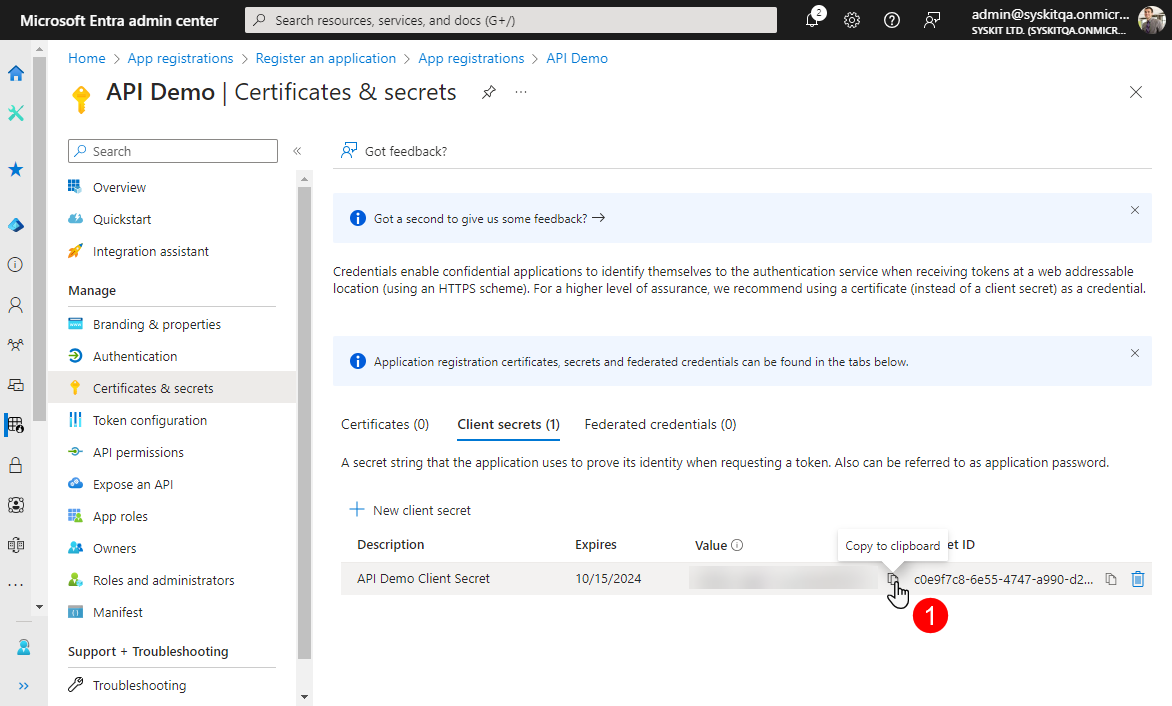 Microsoft Entra admin center
Search resources, services, and docs (G+/)
2
admin@syskitqa.onmicr...
SYSKIT LTD. (SYSKITQA.ONMICR...
Home > App registrations > Register an application > App registrations > API Demo
API Demo | Certificates & secrets
Search
Overview
Quickstart
Integration assistant
Manage
Branding & properties
Authentication
Certificates & secrets
Token configuration
API permissions
Expose an API
App roles
Owners
Roles and administrators
Manifest
Support + Troubleshooting
Troubleshooting
Got feedback?
Got a second to give us some feedback? →
Credentials enable confidential applications to identify themselves to the authentication service when receiving tokens at a web addressable
location (using an HTTPS scheme). For a higher level of assurance, we recommend using a certificate (instead of a client secret) as a credential.
Application registration certificates, secrets and federated credentials can be found in the tabs below.
Certificates (0) Client secrets (1) Federated credentials (0)
A secret string that the application uses to prove its identity when requesting a token. Also can be referred to as application password.
New client secret
Copy to clipboard
Description Expires Value et ID
API Demo Client Secret 10/15/2024 c0e9f7c8-6e55-4747-a990-d2...
1